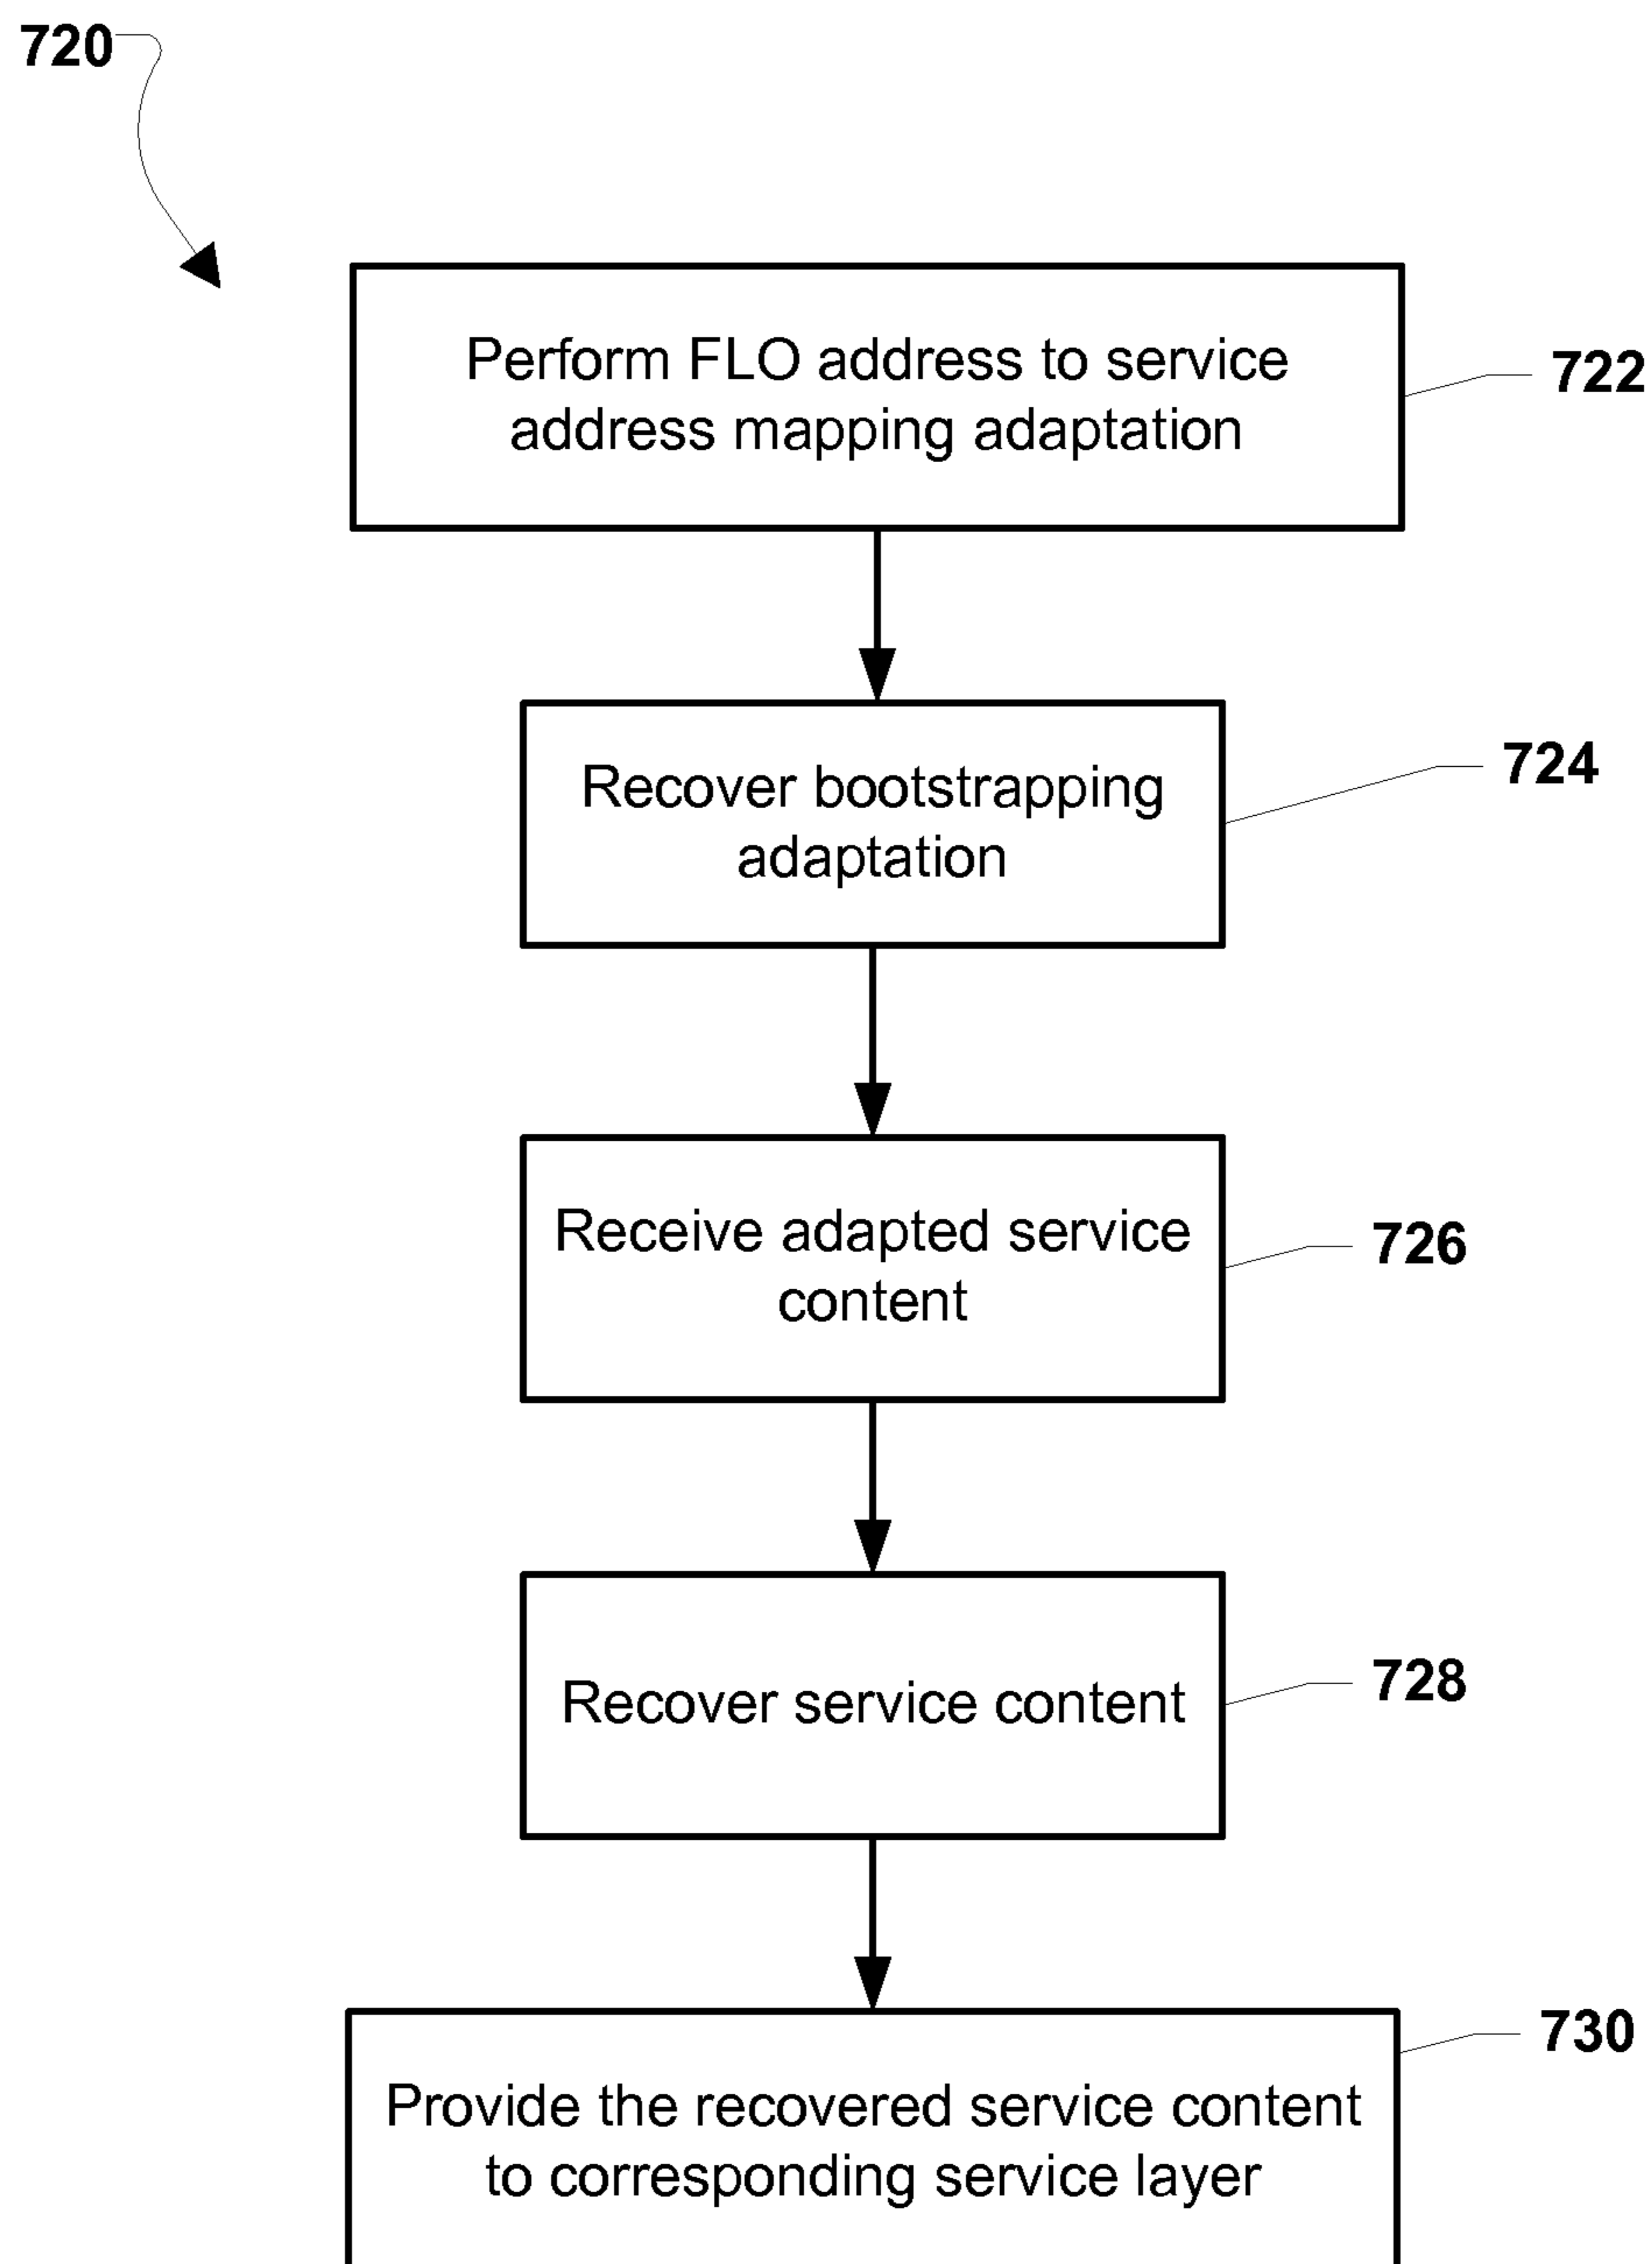 720
Perform FLO address to service
address mapping adaptation
722
Recover bootstrapping
adaptation
724
Receive adapted service
content
726
Recover service content
728
Provide the recovered service content
to corresponding service layer
730